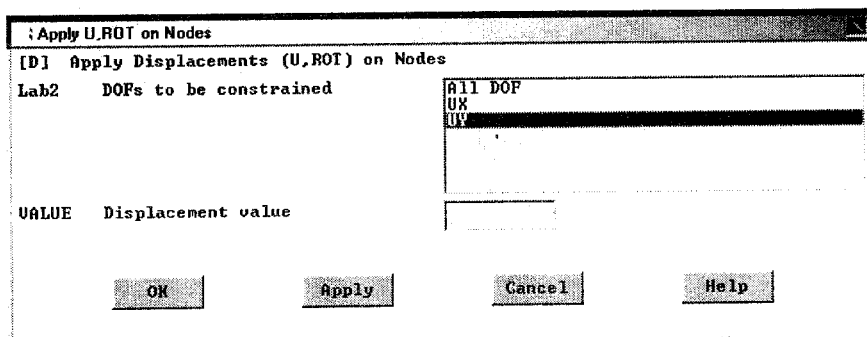 Apply U,ROT on Nodes
[D] Apply Displacements (U,ROT) on Nodes
Lab2 DOFs to be constrained
All DOF
UX
UY
VALUE Displacement value
OK Apply Cancel Help